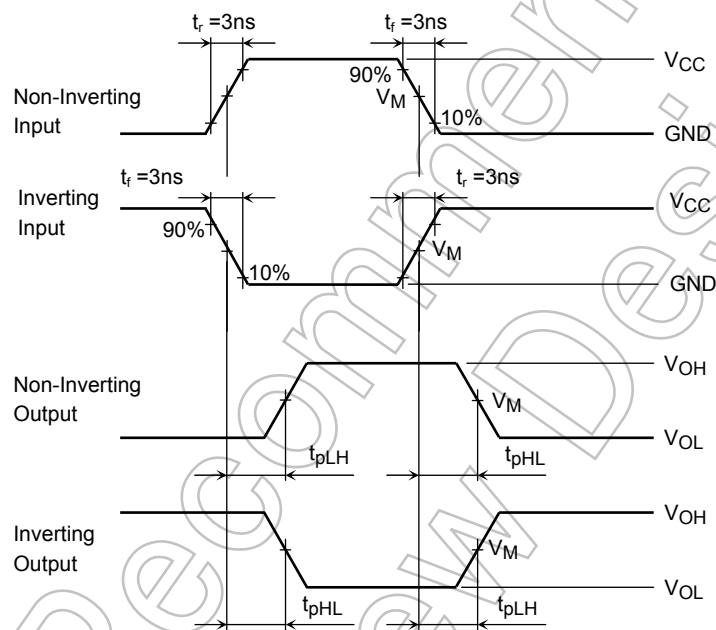 tr =3ns
tf =3ns
VCC
90%
Non-Inverting
Input
VM
10%
GND
tf =3ns
tr =3ns
Inverting
Input
VCC
90%
VM
10%
GND
VOH
Non-Inverting
Output
VM
VOL
tpLH
tpHL
VOH
Inverting
Output
VM
VOL
tpHL
tpLH